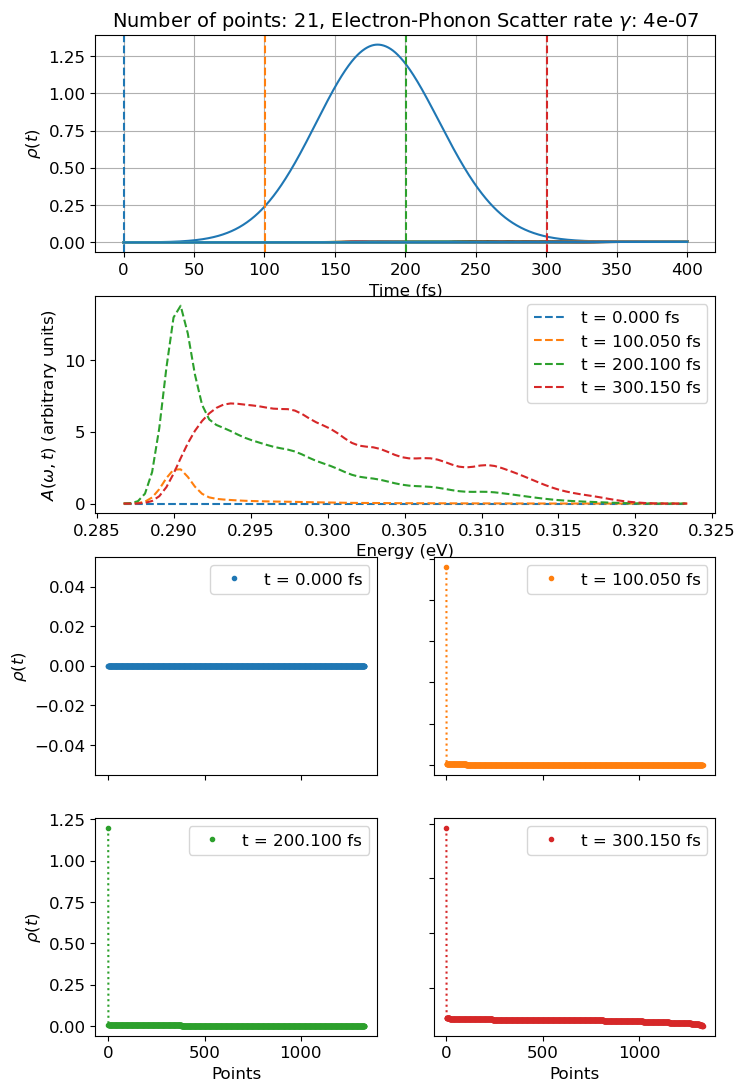 Number of points: 21, Electron-Phonon Scatter rate γ: 4e-07
1.25
1.00
0.75
0.50
0.25
0.00
ρ(t)
0 50 100 150 200 250 300 350 400
Time (fs)
10
5
0
A(ω, t) (arbitrary units)
t = 0.000 fs
t = 100.050 fs
t = 200.100 fs
t = 300.150 fs
0.285 0.290 0.295 0.300 0.305 0.310 0.315 0.320 0.325
Energy (eV)
0.04
0.02
0.00
−0.02
−0.04
ρ(t)
t = 0.000 fs
t = 100.050 fs
1.25
1.00
0.75
0.50
0.25
0.00
ρ(t)
t = 200.100 fs
0 500 1000
Points
t = 300.150 fs
0 500 1000
Points